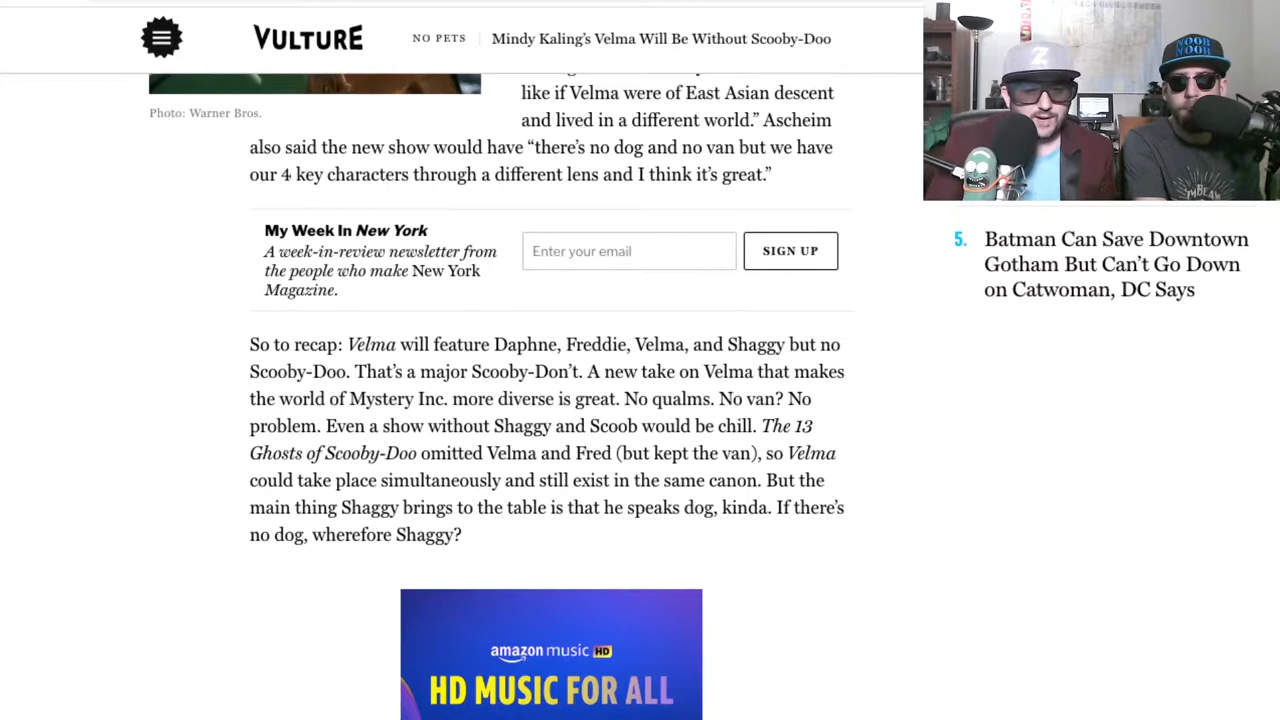 VULTURE
NO PETS
Mindy Kaling's Velma Will Be Without Scooby-Doo
Z
NOOB
NOOB
Photo: Warner Bros.
like if Velma were of East Asian descent
and lived in a different world.” Ascheim
also said the new show would have “there’s no dog and no van but we have
our 4 key characters through a different lens and I think it’s great.”
My Week In New York
A week-in-review newsletter from
the people who make New York
Magazine.
Enter your email
SIGN UP
5.
Batman Can Save Downtown
Gotham But Can’t Go Down
on Catwoman, DC Says
So to recap: Velma will feature Daphne, Freddie, Velma, and Shaggy but no
Scooby-Doo. That’s a major Scooby-Don’t. A new take on Velma that makes
the world of Mystery Inc. more diverse is great. No qualms. No van? No
problem. Even a show without Shaggy and Scoob would be chill. The 13
Ghosts of Scooby-Doo omitted Velma and Fred (but kept the van), so Velma
could take place simultaneously and still exist in the same canon. But the
main thing Shaggy brings to the table is that he speaks dog, kinda. If there’s
no dog, wherefore Shaggy?
amazon music HD
HD MUSIC FOR ALL